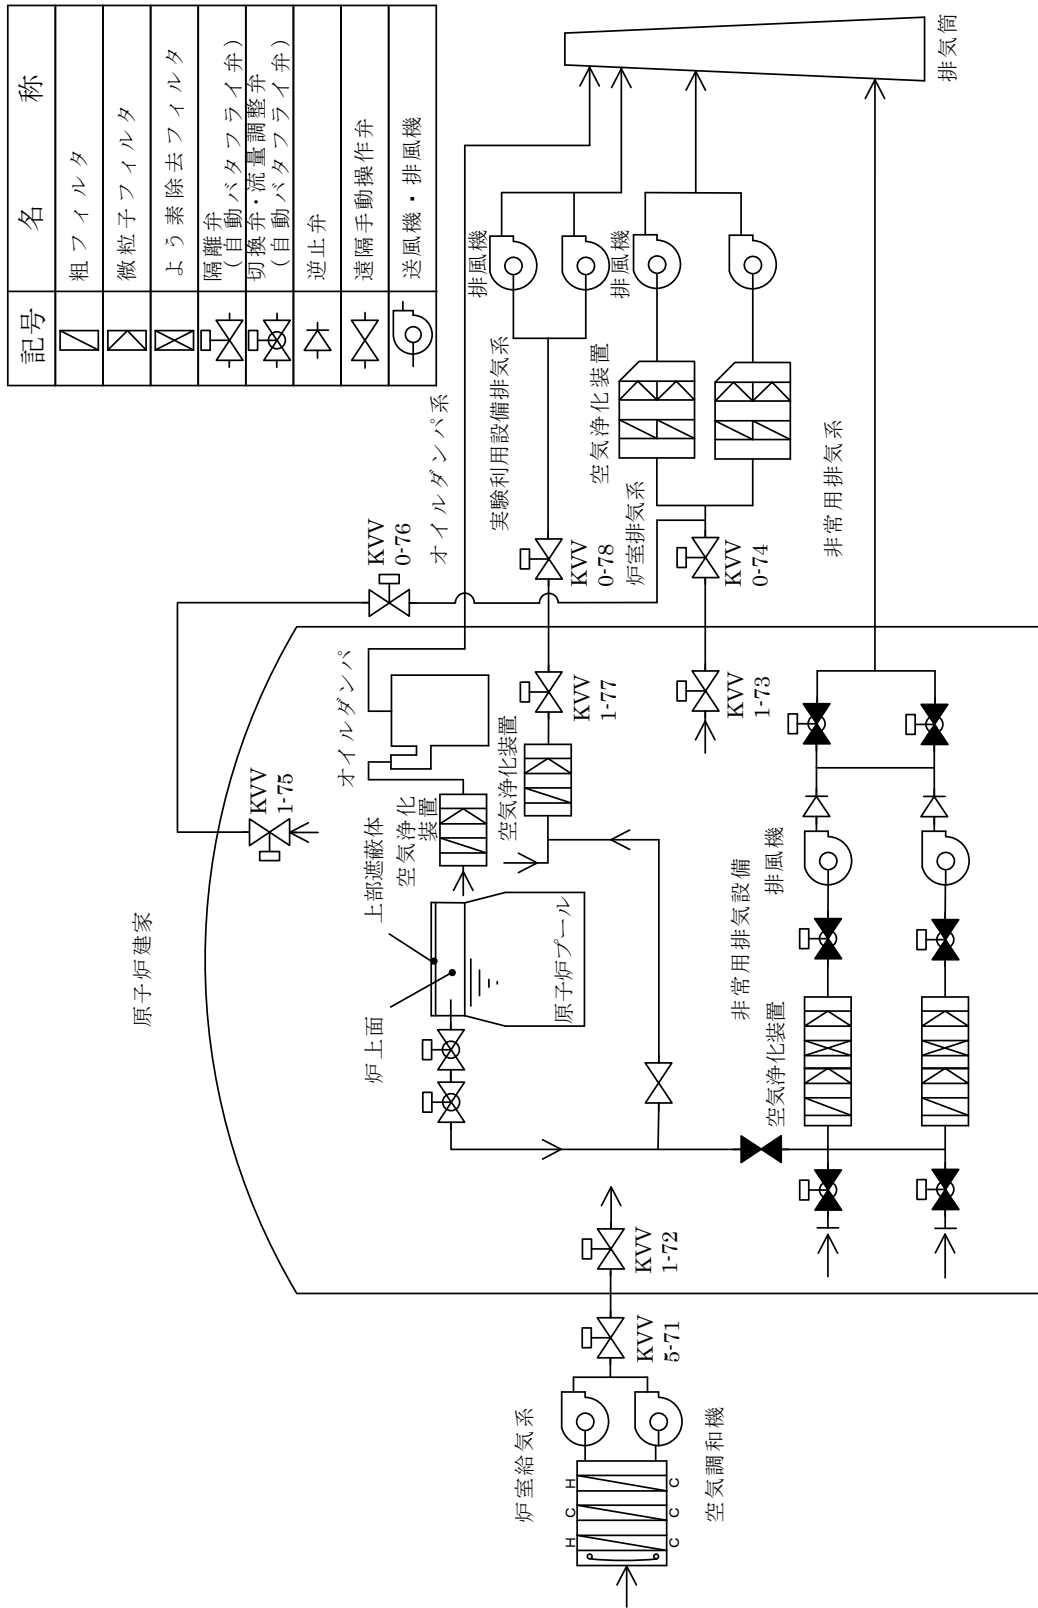 記号
名称
粗フィルタ
微粒子フィルタ
よう素除去フィルタ
隔離弁
(自動バタフライ弁)
切換弁・流量調整弁
(自動バタフライ弁)
逆止弁
遠隔手動操作弁
送風機・排風機
原子炉建家
KVV
1-75
KVV
0-76
オイルダンパ系
オイルダンパ
上部遮蔽体
空気浄化
装置
炉上面
原子炉プール
空気浄化装置
KVV
1-77
KVV
0-78
実験利用設備排気系
排風機
排気筒
炉室排気系
空気浄化装置
排風機
KVV
1-73
KVV
0-74
非常用排気系
非常用排気設備
空気浄化装置
排風機
炉室給気系
H
C
H
C
C
C
空気調和機
KVV
5-71
KVV
1-72